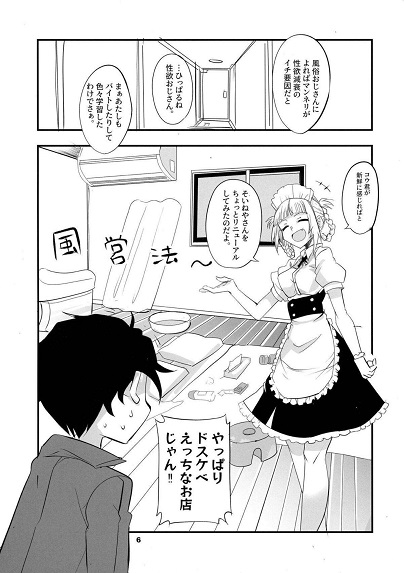 風俗おじさんに
よればマンネリが
性欲減衰の
イチ要因だと
…ひっぱるね
性欲おじさん。
まぁあたしも
バイトしたりして
色々学習した
わけでさぁ。
コウ君が
新鮮に感じればと
そいねやさんを
ちょっとリニューアル
してみたのだよ。
風営法～
やっぱり
ドスケベ
えっちなお店
じゃん!!
6